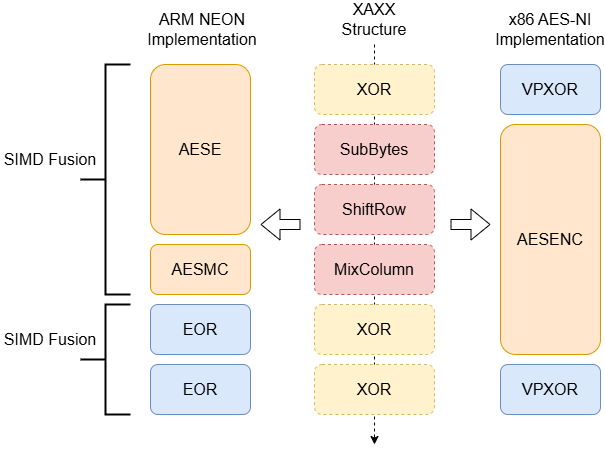 ARM NEON
Implementation
XAXX
Structure
x86 AES-NI
Implementation
SIMD Fusion
AESE
XOR
VPXOR
SubBytes
ShiftRow
AESENC
AESMC
MixColumn
SIMD Fusion
EOR
XOR
EOR
XOR
VPXOR